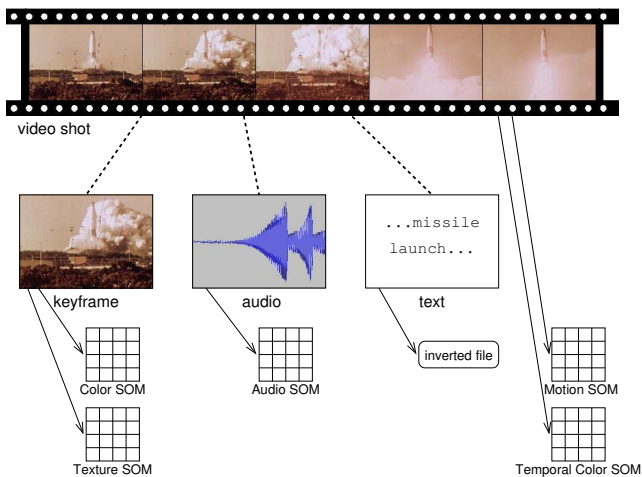 video shot
...missile
launch...
keyframe
audio
text
inverted file
Color SOM
Audio SOM
Motion SOM
Texture SOM
Temporal Color SOM